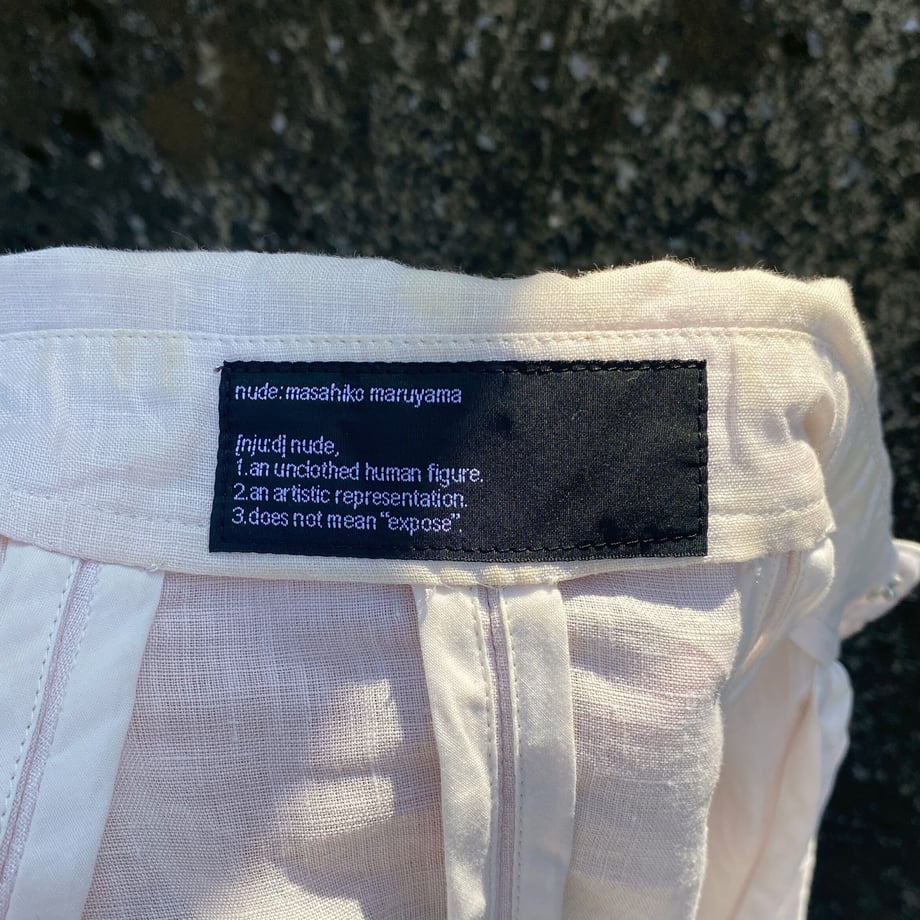 nude:masahiko maruyama
[nju:d] nude,
1.an unclothed human figure.
2.an artistic representation.
3.does not mean “expose”.